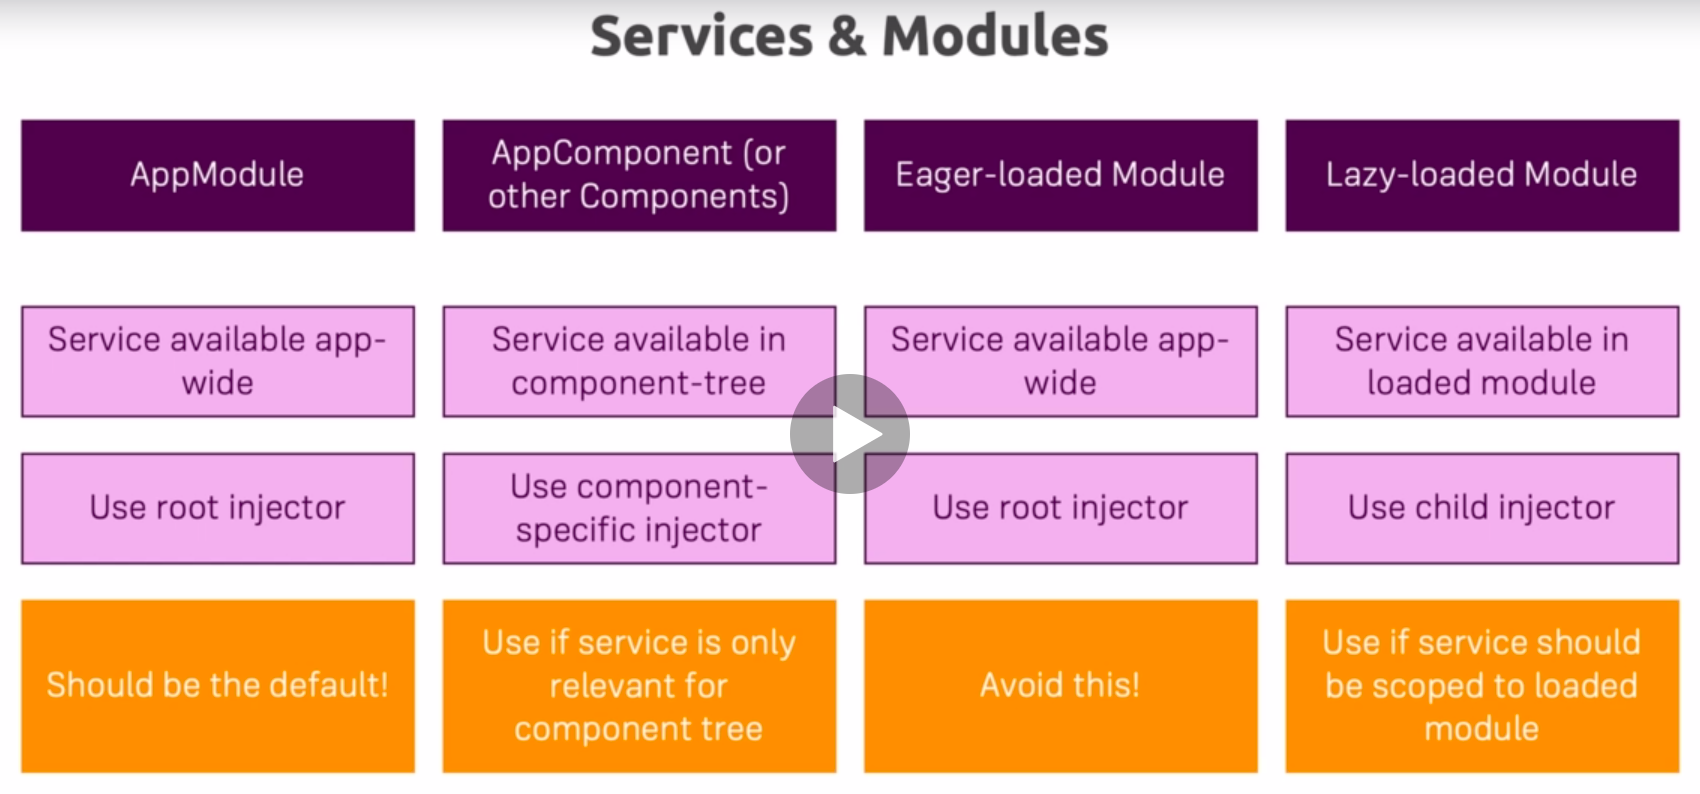 Services & Modules
AppModule
AppComponent (or
other Components)
Eager-loaded Module
Lazy-loaded Module
Service available app-
wide
Service available in
component-tree
Service available app-
wide
Service available in
loaded module
Use root injector
Use component-
specific injector
Use root injector
Use child injector
Should be the default!
Use if service is only
relevant for
component tree
Avoid this!
Use if service should
be scoped to loaded
module